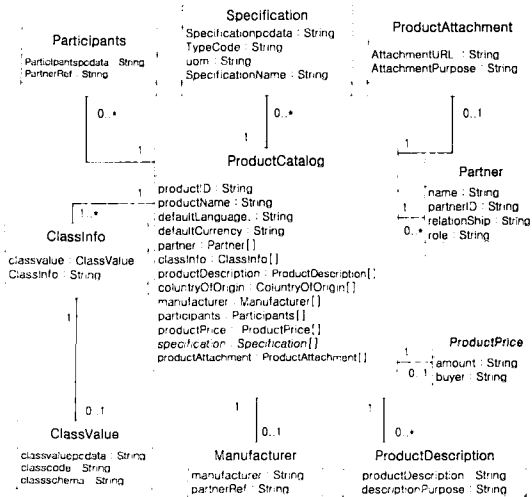 Specification
Specificationpcdata : String
TypeCode : String
uom : String
SpecificationName : String
Participants
Participantspcdata String
PartnerRef : String
ProductAttachment
AttachmentURL : String
AttachmentPurpose : String
0..*
0..*
0..1
1
1
1
ProductCatalog
productID : String
productName : String
defaultLanguage. : String
defaultCurrency : String
partner : Partner[]
classInfo : ClassInfo[]
productDescription : ProductDescription[]
coluntryOfOrigin : ColuntryOfOrigin[]
manufacturer : Manufacturer[]
participants : Participants[]
productPrice : ProductPrice[]
specification : Specification[]
productAttachment : ProductAttachment[]
Partner
name : String
partnerID : String
relationShip : String
role : String
1
0..*
1
1..*
ClassInfo
classvalue : ClassValue
ClassInfo : String
1
0..1
ProductPrice
amount : String
buyer : String
1
0..1
1
0..1
1
0..*
ClassValue
classvaluepcdata : String
classcode : String
classschema : String
Manufacturer
manufacturer : String
partnerRef : String
ProductDescription
productDescription : String
descriptionPurpose : String